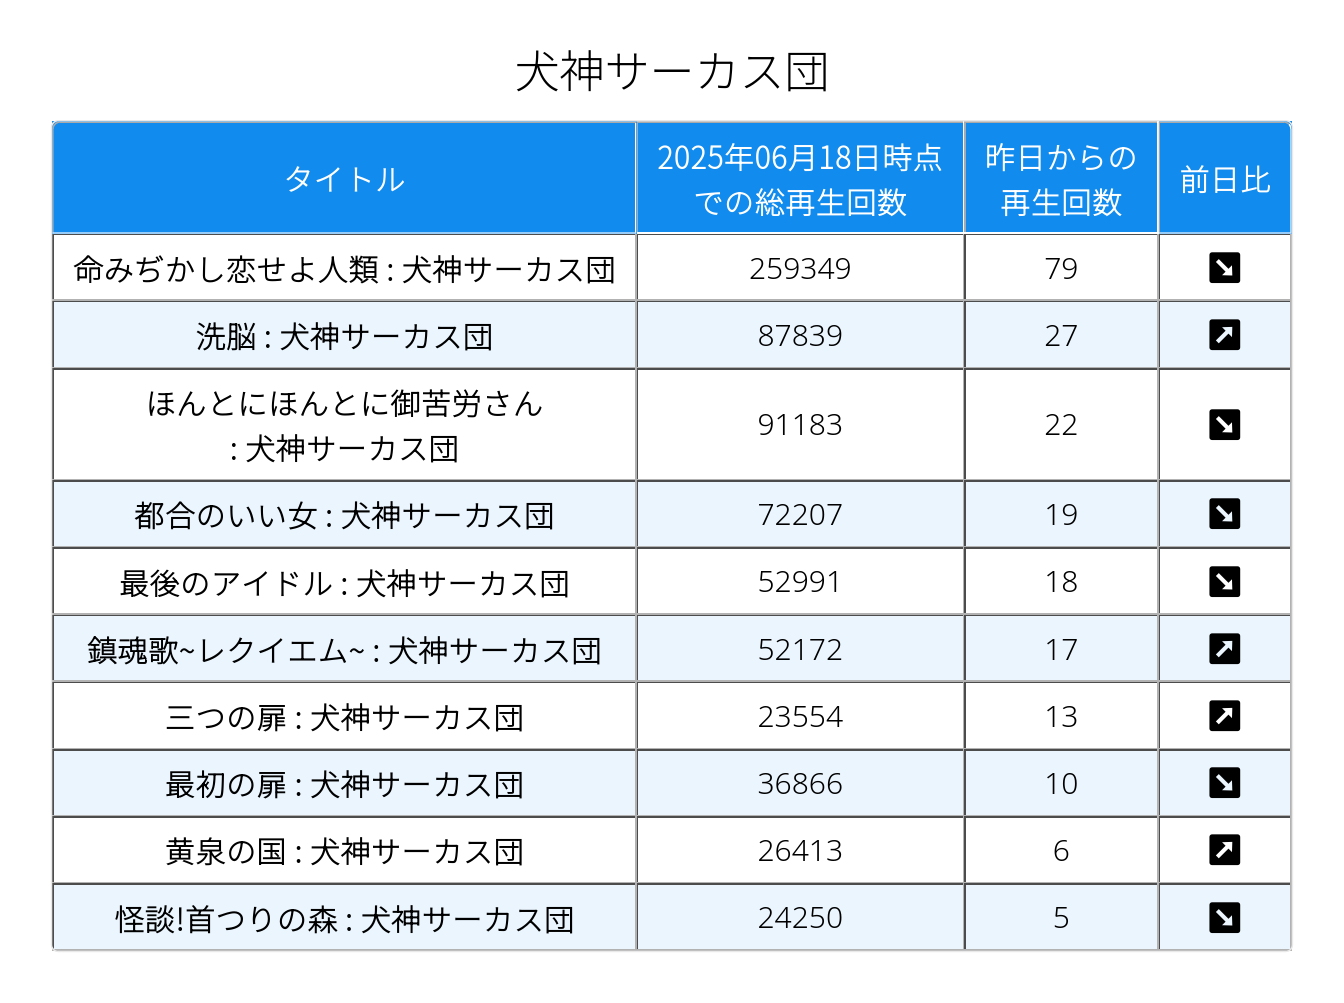 犬神サーカス団
タイトル
2025年06月18日時点
での総再生回数
昨日からの
再生回数
前日比
命みぢかし恋せよ人類 : 犬神サーカス団
259349
79
洗脳 : 犬神サーカス団
87839
27
ほんとにほんとに御苦労さん
: 犬神サーカス団
91183
22
都合のいい女 : 犬神サーカス団
72207
19
最後のアイドル : 犬神サーカス団
52991
18
鎮魂歌~レクイエム~ : 犬神サーカス団
52172
17
三つの扉 : 犬神サーカス団
23554
13
最初の扉 : 犬神サーカス団
36866
10
黄泉の国 : 犬神サーカス団
26413
6
怪談!首つりの森 : 犬神サーカス団
24250
5